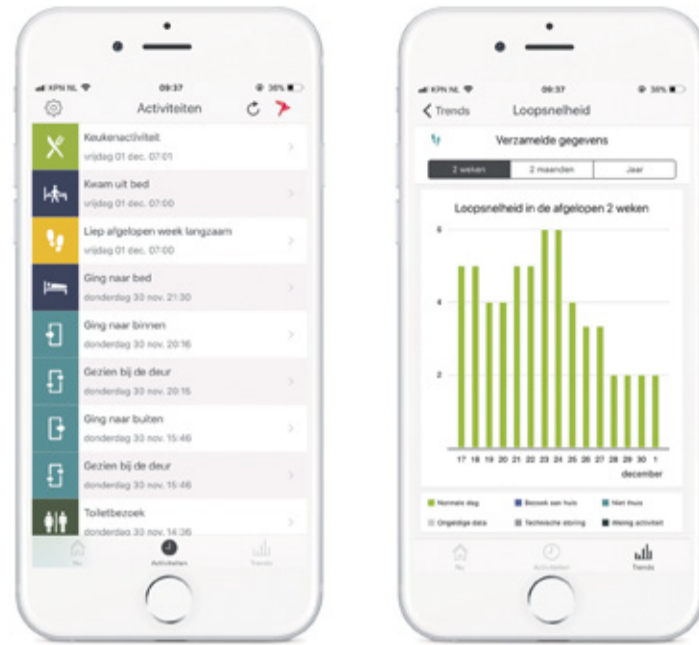 KPN NL 09:37 36%
Activiteiten
Keukenactiviteit
vrijdag 01 dec. 07:01
Kwam uit bed
vrijdag 01 dec. 07:00
Liep afgelopen week langzaam
vrijdag 01 dec. 07:00
Ging naar bed
donderdag 30 nov. 21:30
Ging naar binnen
donderdag 30 nov. 20:16
Gezien bij de deur
donderdag 30 nov. 20:16
Ging naar buiten
donderdag 30 nov. 15:46
Gezien bij de deur
donderdag 30 nov. 15:46
Toiletbezoek
donderdag 30 nov. 14:36
Nu Activiteiten Trends
KPN NL 09:37 36%
Trends Loopsnelheid
Verzamelde gegevens
2 weken 2 maanden Jaar
Loopsnelheid in de afgelopen 2 weken
6
4
2
17 18 19 20 21 22 23 24 25 26 27 28 29 30 1
december
Normale dag Bezoek aan huis Niet thuis
Ongeldige data Technische storing Weinig activiteit
Nu Activiteiten Trends